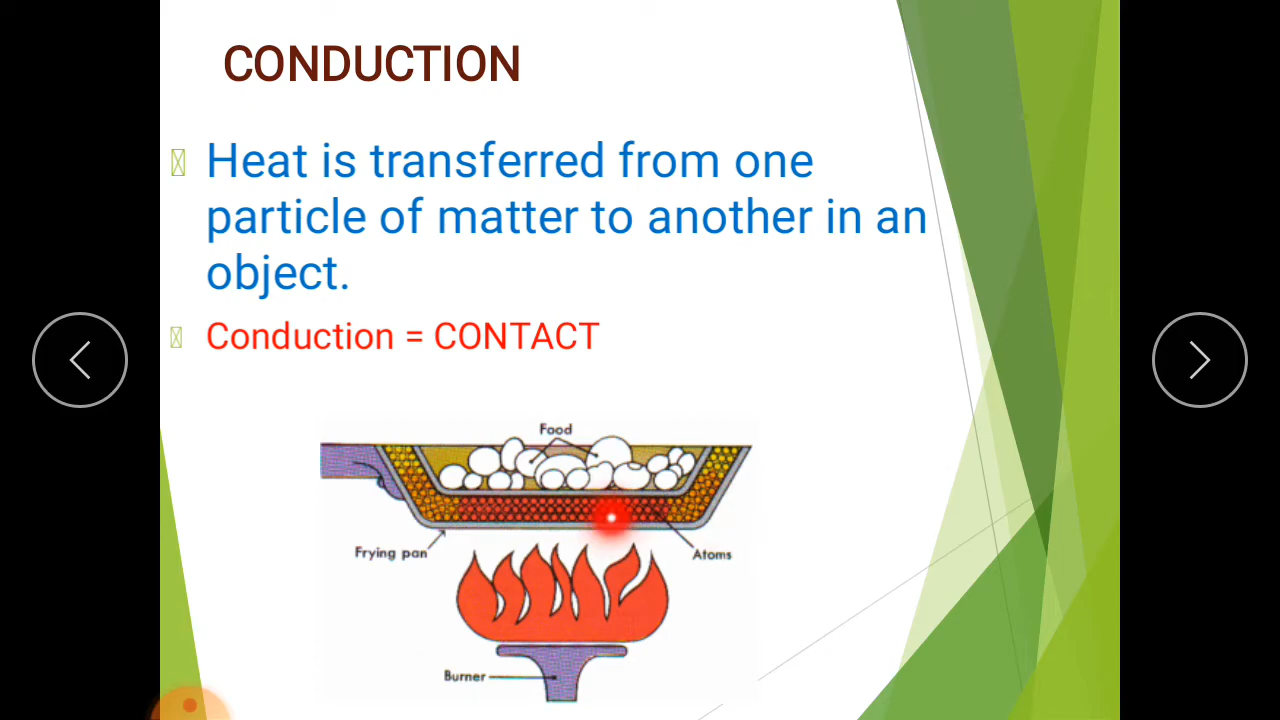 CONDUCTION
Heat is transferred from one
particle of matter to another in an
object.
Conduction = CONTACT
Food
Frying pan
Atoms
Burner